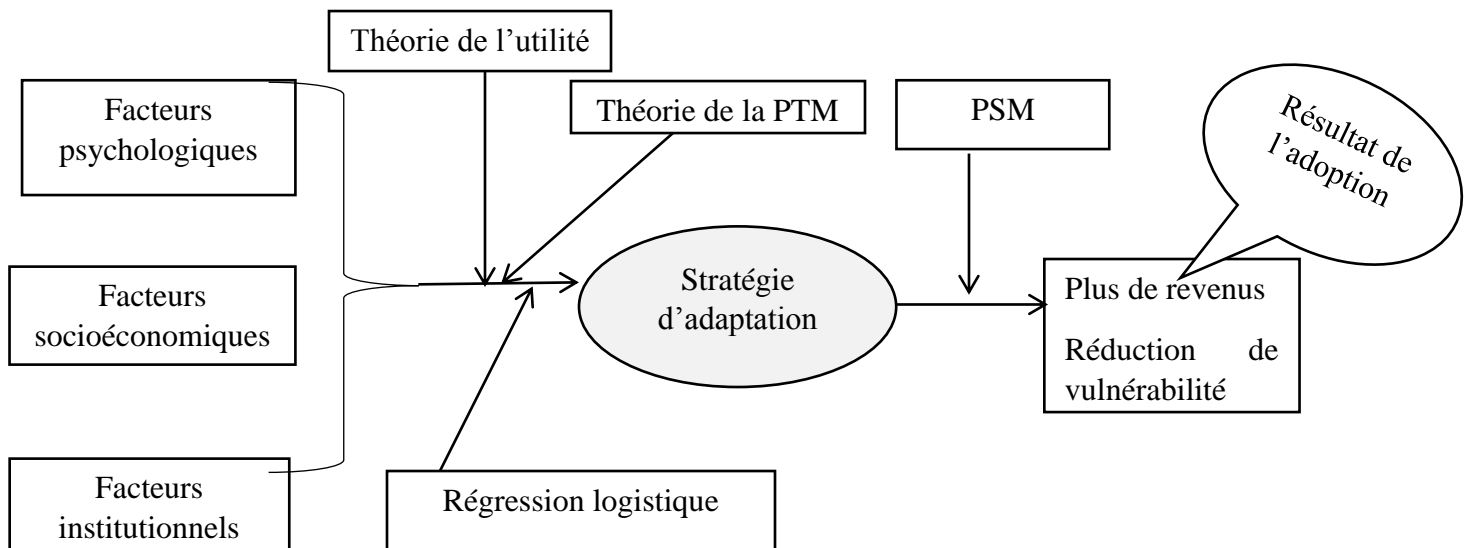 Théorie de l’utilité
Facteurs
psychologiques
Théorie de la PTM
PSM
Résultat de
l’adoption
Facteurs
socioéconomiques
Stratégie
d’adaptation
Plus de revenus
Réduction de
vulnérabilité
Facteurs
institutionnels
Régression logistique